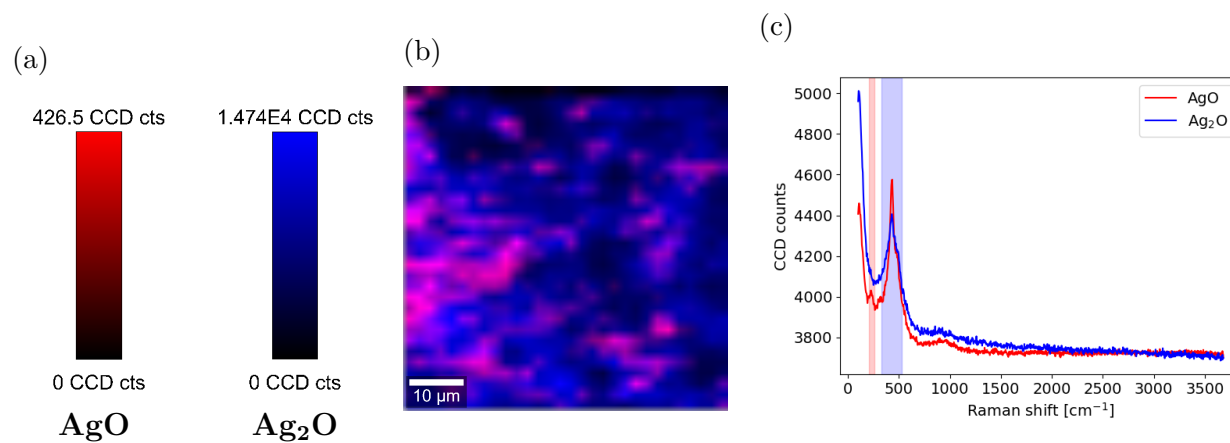 (a)
426.5 CCD cts
1.474E4 CCD cts
0 CCD cts
0 CCD cts
AgO
Ag₂O
(b)
10 µm
(c)
AgO
Ag₂O
5000
4800
4600
4400
4200
4000
3800
CCD counts
0 500 1000 1500 2000 2500 3000 3500
Raman shift [cm⁻¹]